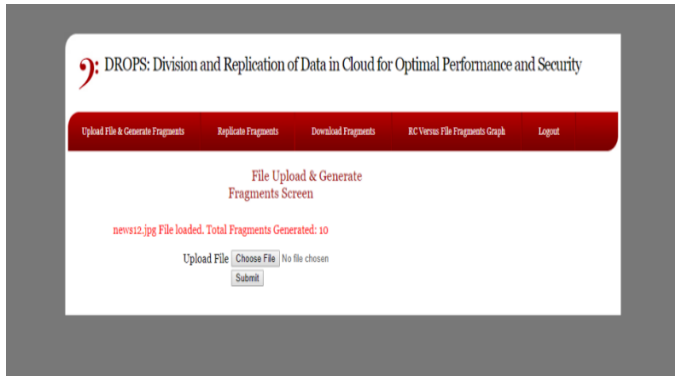 DROPS: Division and Replication of Data in Cloud for Optimal Performance and Security
Upload File & Generate Fragments Replicate Fragments Download Fragments RC Versus File Fragments Graph Logout
File Upload & Generate
Fragments Screen
news12.jpg File loaded. Total Fragments Generated: 10
Upload File Choose File No file chosen
Submit